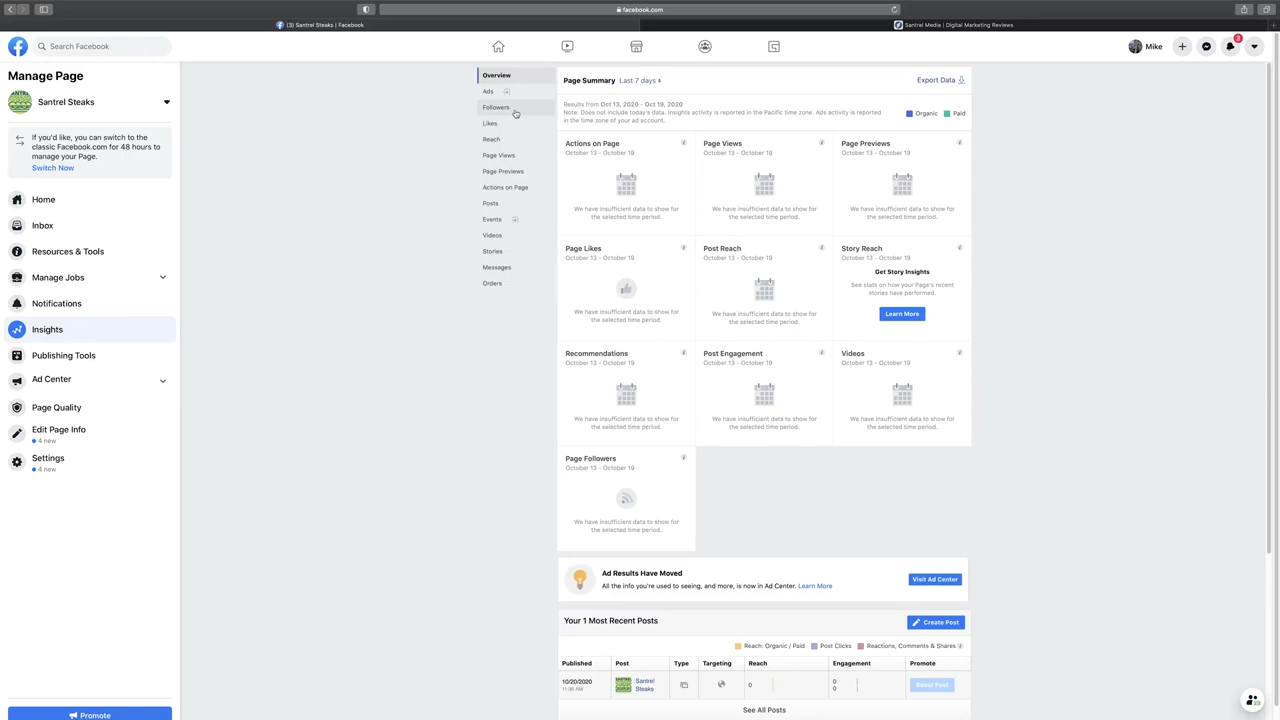 facebook.com
(3) Santrel Steaks | Facebook
Santrel Media | Digital Marketing Reviews
Search Facebook
Mike
3
Manage Page
Santrel Steaks
If you'd like, you can switch to the
classic Facebook.com for 48 hours to
manage your Page.
Switch Now
Home
Inbox
Resources & Tools
Manage Jobs
Notifications
Insights
Publishing Tools
Ad Center
Page Quality
Edit Page Info
4 new
Settings
4 new
Promote
Overview
Ads
Followers
Likes
Reach
Page Views
Page Previews
Actions on Page
Posts
Events
Videos
Stories
Messages
Orders
Page Summary Last 7 days
Export Data
Results from Oct 13, 2020 - Oct 19, 2020
Note: Does not include today's data. Insights activity is reported in the Pacific time zone. Ads activity is reported
in the time zone of your ad account.
Organic Paid
Actions on Page
October 13 - October 19
We have insufficient data to show for
the selected time period.
Page Views
October 13 - October 19
We have insufficient data to show for
the selected time period.
Page Previews
October 13 - October 19
We have insufficient data to show for
the selected time period.
Page Likes
October 13 - October 19
We have insufficient data to show for
the selected time period.
Post Reach
October 13 - October 19
We have insufficient data to show for
the selected time period.
Story Reach
October 13 - October 19
Get Story Insights
See stats on how your Page's recent
stories have performed.
Learn More
Recommendations
October 13 - October 19
We have insufficient data to show for
the selected time period.
Post Engagement
October 13 - October 19
We have insufficient data to show for
the selected time period.
Videos
October 13 - October 19
We have insufficient data to show for
the selected time period.
Page Followers
October 13 - October 19
We have insufficient data to show for
the selected time period.
Ad Results Have Moved
All the info you're used to seeing, and more, is now in Ad Center. Learn More
Visit Ad Center
Your 1 Most Recent Posts
Create Post
Reach: Organic / Paid Post Clicks Reactions, Comments & Shares
Published Post Type Targeting Reach Engagement Promote
10/20/2020
11:36 AM
Santrel
Steaks
0
0
0
Boost Post
See All Posts